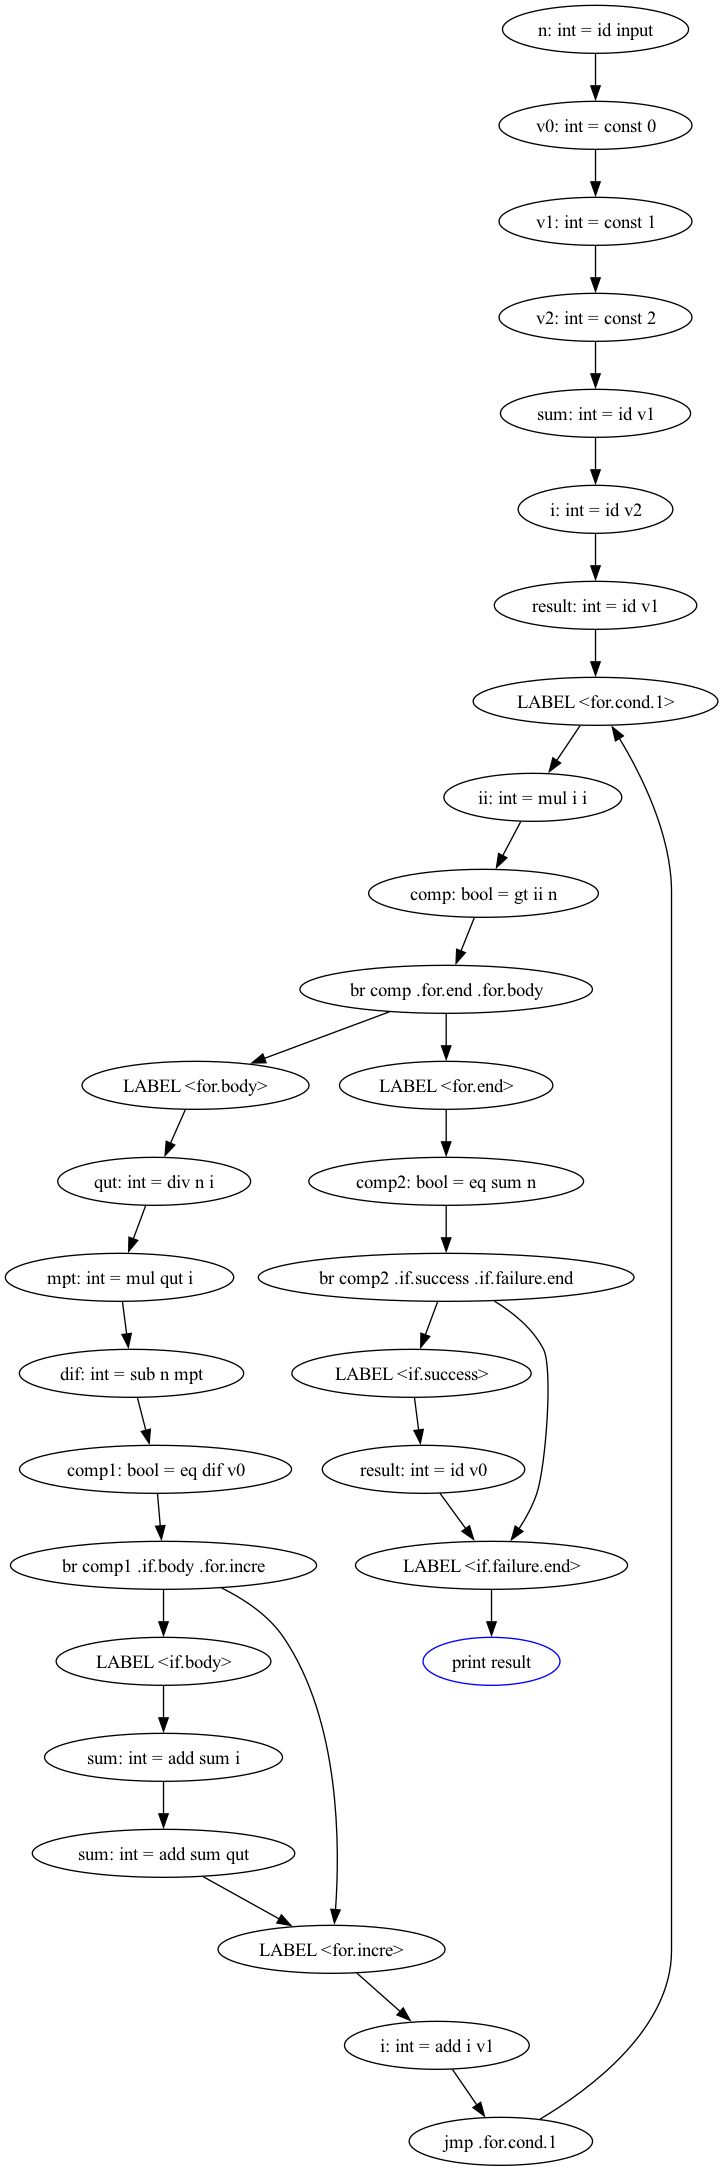 n: int = id input
v0: int = const 0
v1: int = const 1
v2: int = const 2
sum: int = id v1
i: int = id v2
result: int = id v1
LABEL <for.cond.1>
ii: int = mul i i
comp: bool = gt ii n
br comp .for.end .for.body
LABEL <for.body>
LABEL <for.end>
qut: int = div n i
comp2: bool = eq sum n
mpt: int = mul qut i
br comp2 .if.success .if.failure.end
dif: int = sub n mpt
LABEL <if.success>
comp1: bool = eq dif v0
result: int = id v0
br comp1 .if.body .for.incre
LABEL <if.failure.end>
LABEL <if.body>
print result
sum: int = add sum i
sum: int = add sum qut
LABEL <for.incre>
i: int = add i v1
jmp .for.cond.1